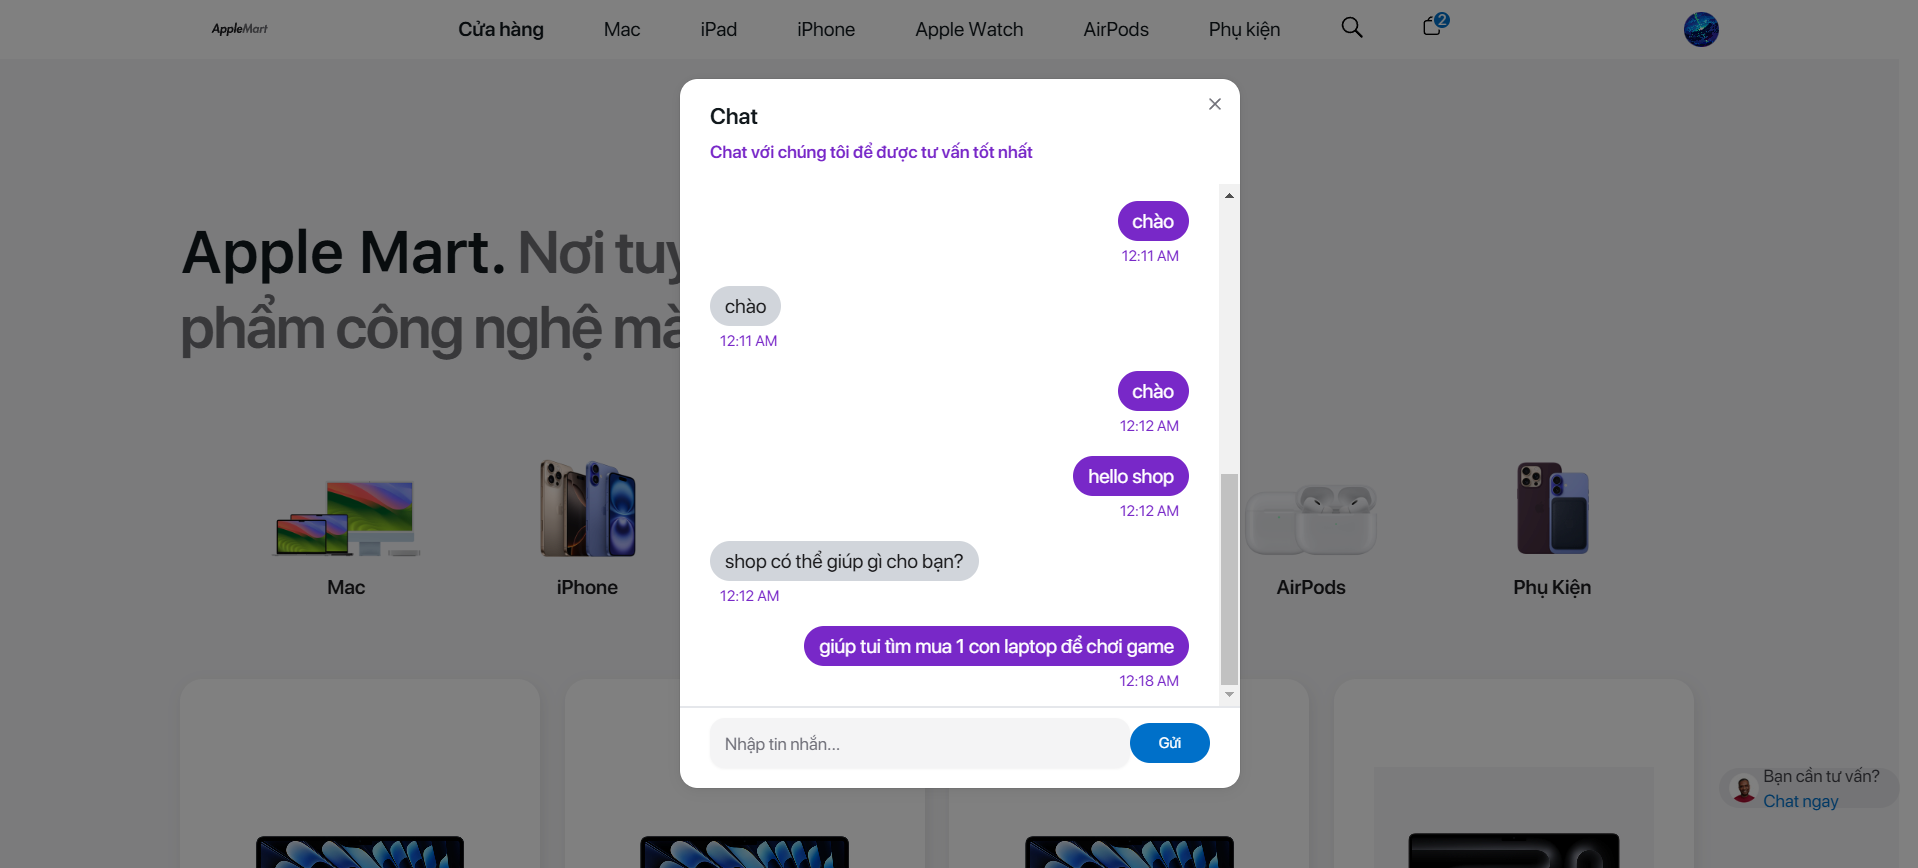 AppleMart
Cửa hàng
Mac
iPad
iPhone
Apple Watch
AirPods
Phụ kiện
2
Chat
Chat với chúng tôi để được tư vấn tốt nhất
chào
12:11 AM
chào
12:11 AM
chào
12:12 AM
hello shop
12:12 AM
shop có thể giúp gì cho bạn?
12:12 AM
giúp tui tìm mua 1 con laptop để chơi game
12:18 AM
Nhập tin nhắn...
Gửi
Apple Mart. Nơi
phẩm công nghệ
Mac
iPhone
AirPods
Phụ Kiện
Bạn cần tư vấn?
Chat ngay